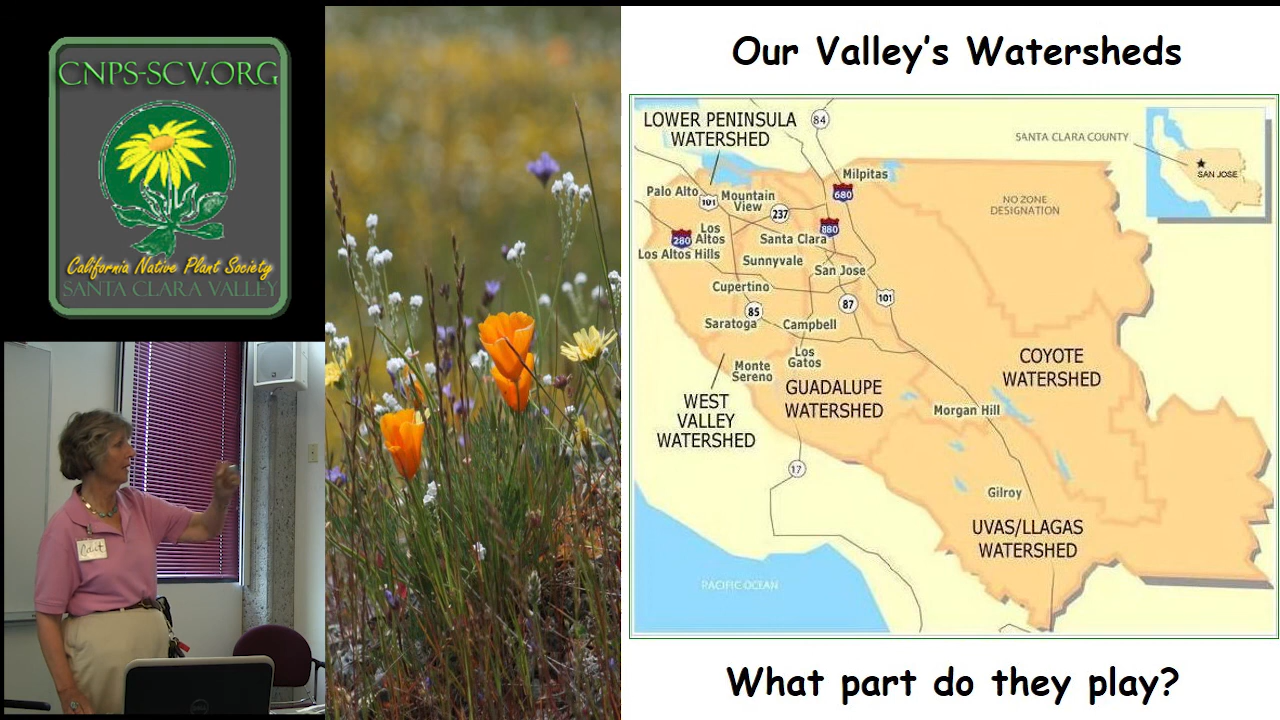 CNPS-SCV.ORG
California Native Plant Society
SANTA CLARA VALLEY
Our Valley's Watersheds
LOWER PENINSULA
WATERSHED
84
SANTA CLARA COUNTY
SAN JOSE
NO ZONE
DESIGNATION
Milpitas
680
Palo Alto
101
Mountain
View
237
880
Los
Altos
280
Santa Clara
Los Altos Hills
Sunnyvale
San Jose
Cupertino
87
101
85
Saratoga
Campbell
Los
Gatos
Monte
Sereno
COYOTE
WATERSHED
GUADALUPE
WATERSHED
WEST
VALLEY
WATERSHED
Morgan Hill
17
Gilroy
UVAS/LLAGAS
WATERSHED
PACIFIC OCEAN
What part do they play?